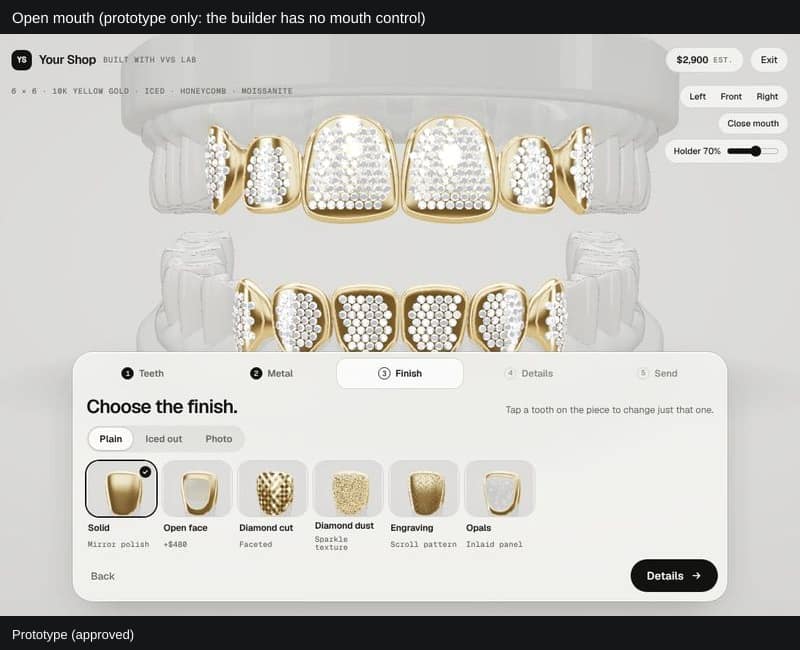 Open mouth (prototype only: the builder has no mouth control)
YS Your Shop BUILT WITH VVS LAB
$2,900 EST. Exit
6 × 6 · 10K YELLOW GOLD · ICED · HONEYCOMB · MOISSANITE
Left Front Right
Close mouth
Holder 70%
1 Teeth 2 Metal 3 Finish 4 Details 5 Send
Choose the finish.
Tap a tooth on the piece to change just that one.
Plain Iced out Photo
Solid Open face Diamond cut Diamond dust Engraving Opals
Mirror polish +$480 Faceted Sparkle texture Scroll pattern Inlaid panel
Back
Details →
Prototype (approved)